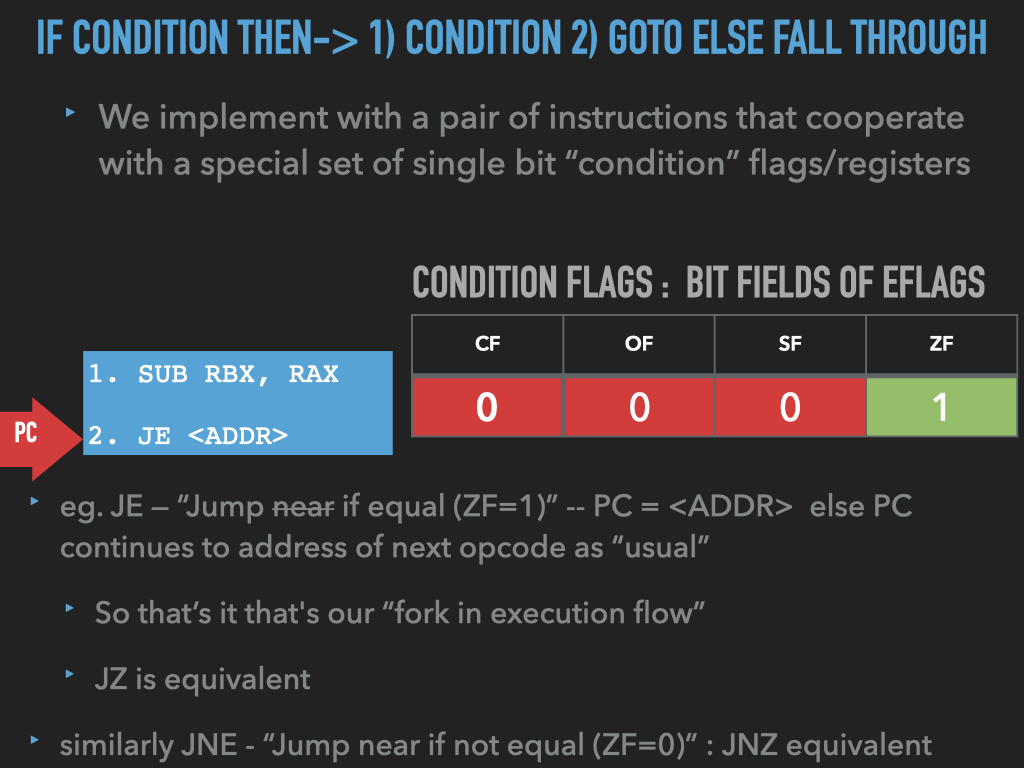 IF CONDITION THEN-> 1) CONDITION 2) GOTO ELSE FALL THROUGH
‣ We implement with a pair of instructions that cooperate
with a special set of single bit “condition” flags/registers
CONDITION FLAGS : BIT FIELDS OF EFLAGS
CF OF SF ZF
0 0 0 1
1. SUB RBX, RAX
PC
2. JE <ADDR>
‣ eg. JE – “Jump near if equal (ZF=1)” -- PC = <ADDR> else PC
continues to address of next opcode as “usual”
‣ So that’s it that's our “fork in execution flow”
‣ JZ is equivalent
‣ similarly JNE - “Jump near if not equal (ZF=0)” : JNZ equivalent